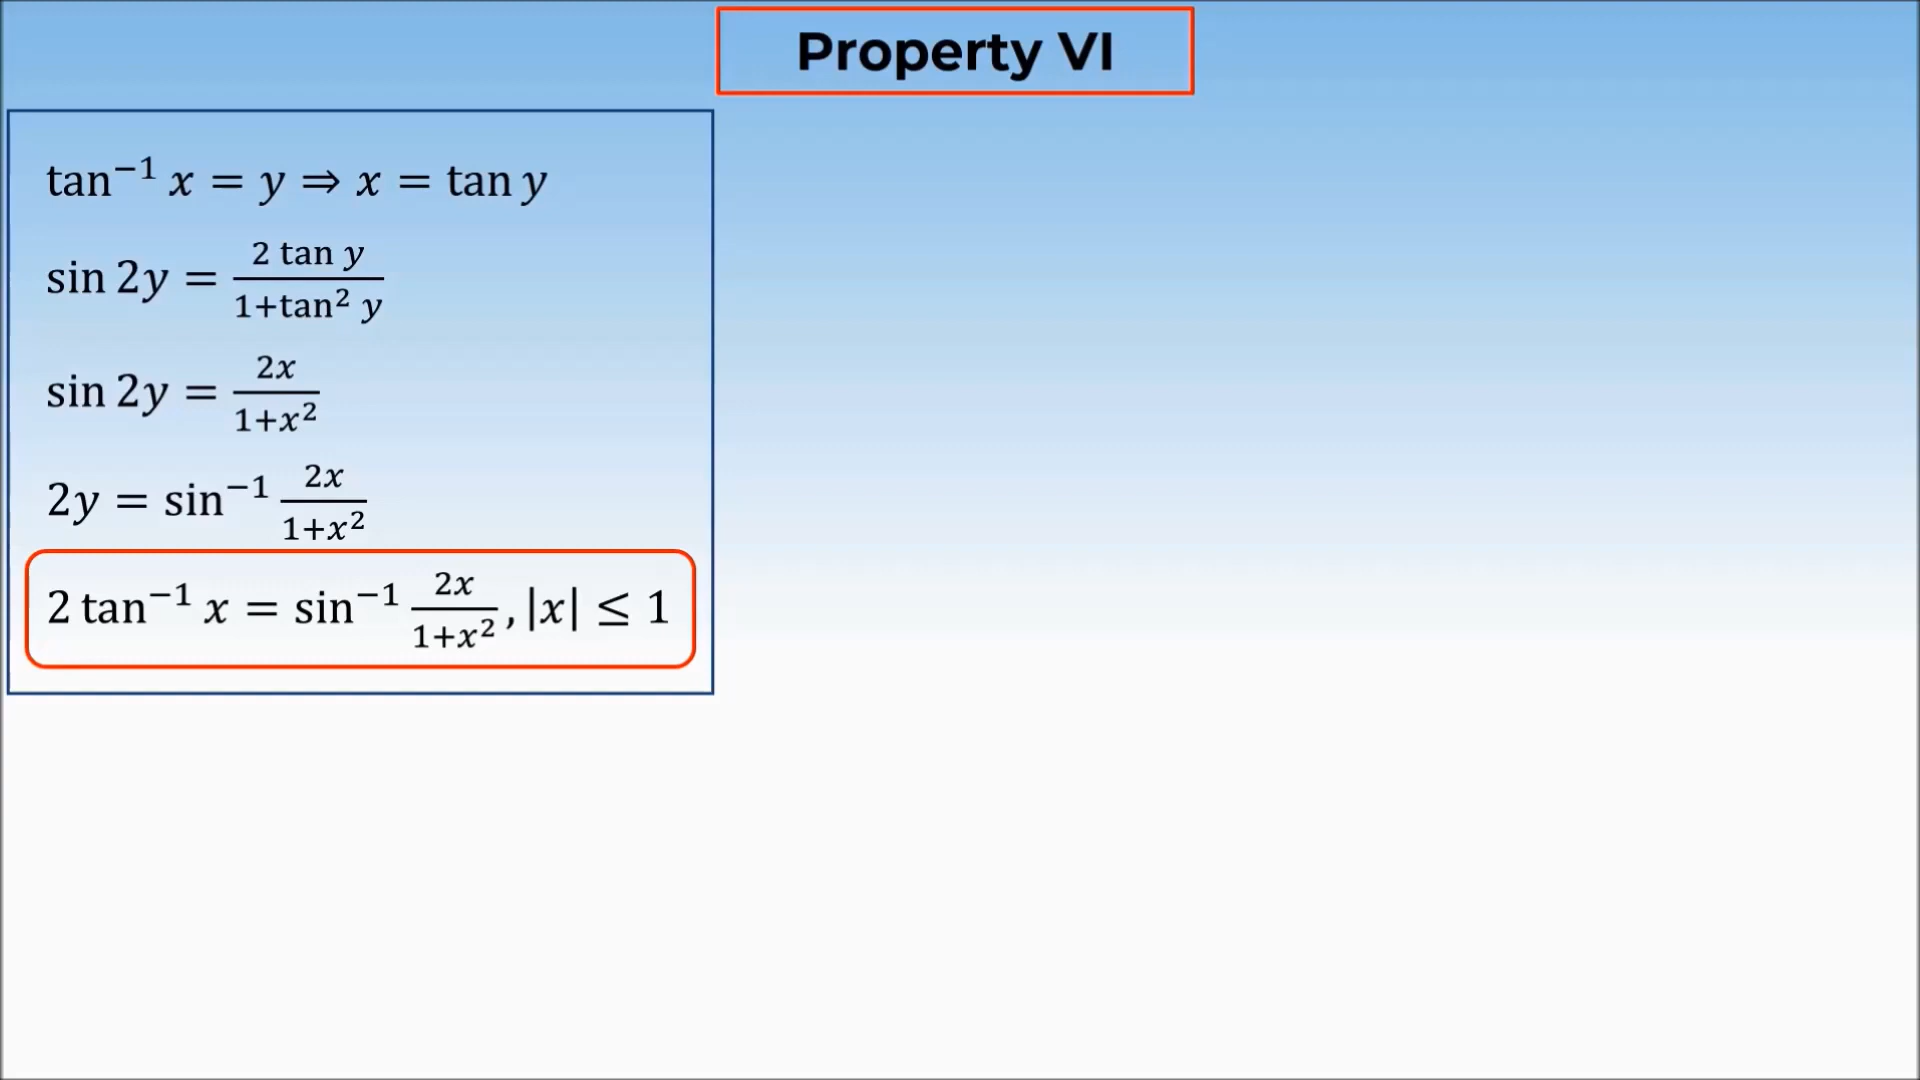 Property VI
tan⁻¹ x = y ⇒ x = tan y
sin 2y = (2 tan y)/(1+tan² y)
sin 2y = 2x/(1+x²)
2y = sin⁻¹ 2x/(1+x²)
2 tan⁻¹ x = sin⁻¹ 2x/(1+x²), |x| ≤ 1